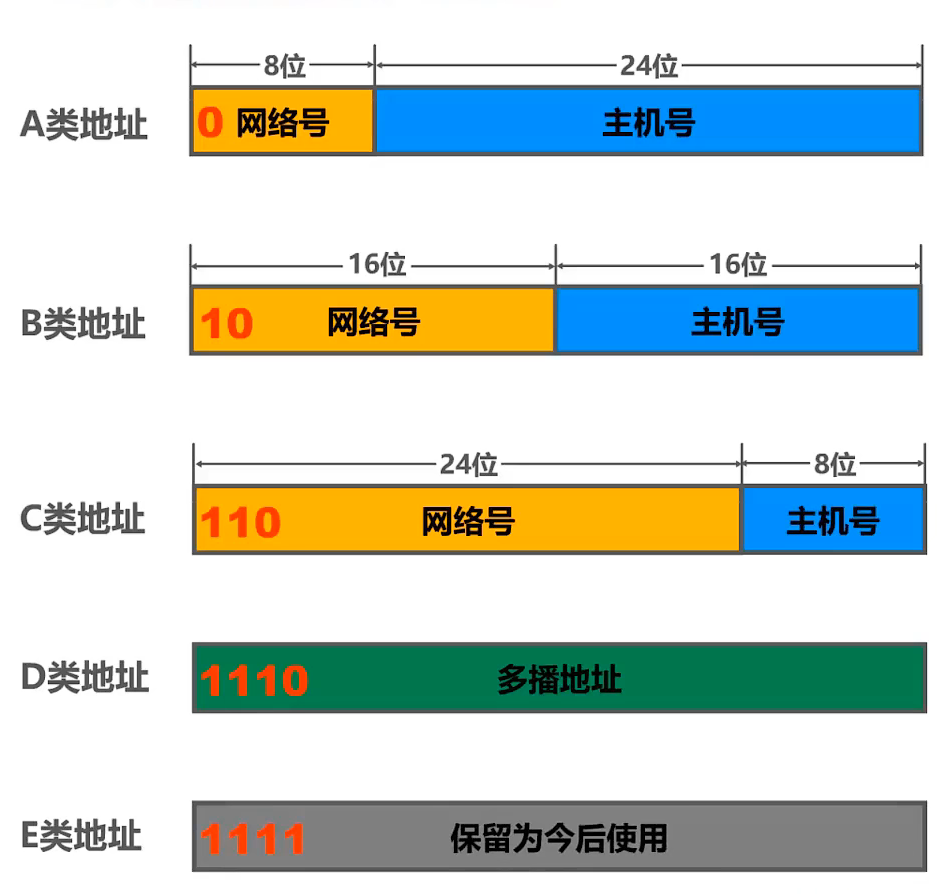 8位 24位
A类地址 0 网络号 主机号
16位 16位
B类地址 10 网络号 主机号
24位 8位
C类地址 110 网络号 主机号
D类地址 1110 多播地址
E类地址 1111 保留为今后使用